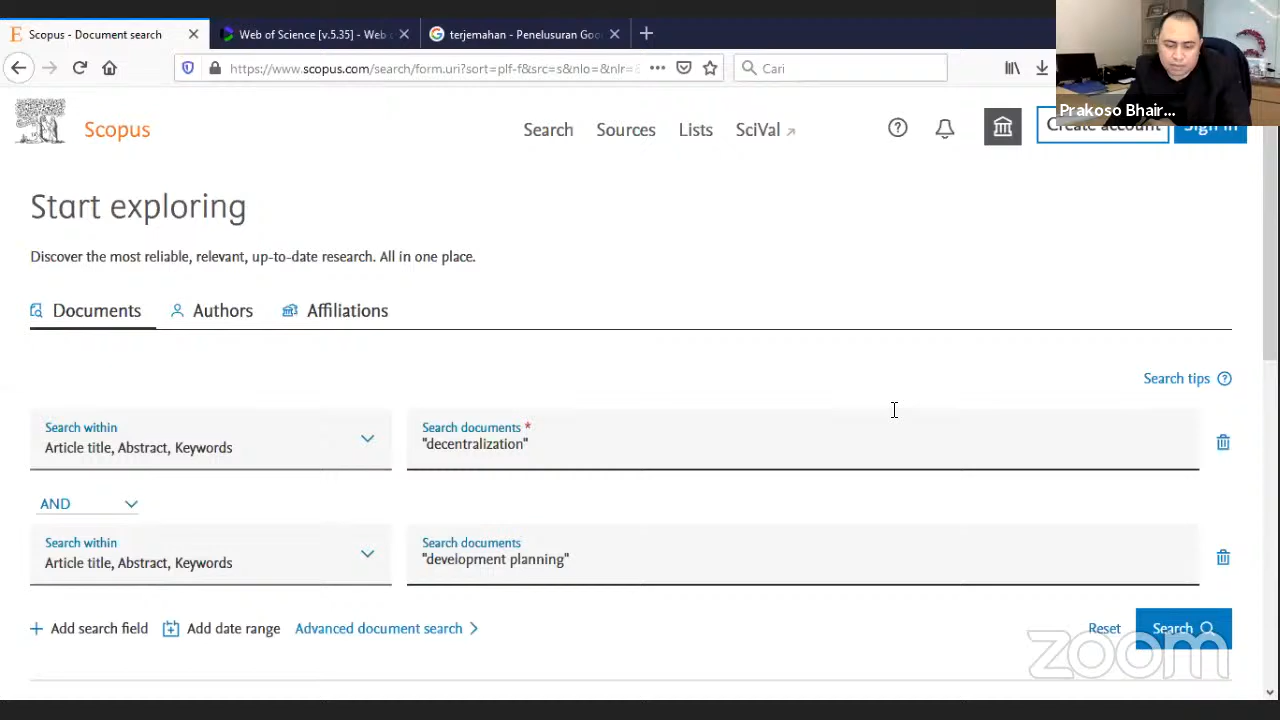 Scopus - Document search
Web of Science [v.5.35] - Web
terjemahan - Penelusuran Goo
https://www.scopus.com/search/form.uri?sort=plf-f&src=s&nlo=&nlr=
Cari
Prakoso Bhair...
Scopus
Search
Sources
Lists
SciVal
Create account
Sign in
Start exploring
Discover the most reliable, relevant, up-to-date research. All in one place.
Documents
Authors
Affiliations
Search tips
Search within
Article title, Abstract, Keywords
Search documents *
"decentralization"
AND
Search within
Article title, Abstract, Keywords
Search documents
"development planning"
Add search field
Add date range
Advanced document search
Reset
Search
zoom